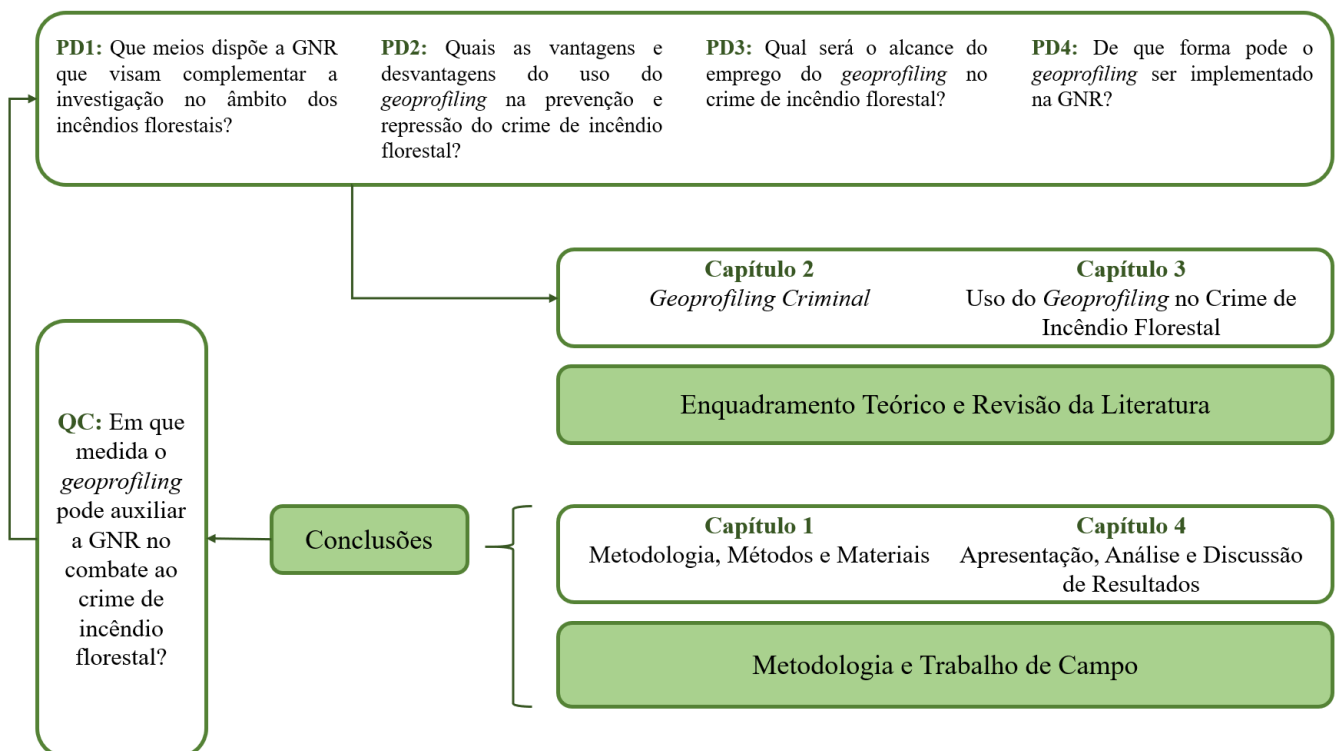 PD1: Que meios dispõe a GNR
que visam complementar a
investigação no âmbito dos
incêndios florestais?
PD2: Quais as vantagens e
desvantagens do uso do
geoprofiling na prevenção e
repressão do crime de incêndio
florestal?
PD3: Qual será o alcance do
emprego do geoprofiling no
crime de incêndio florestal?
PD4: De que forma pode o
geoprofiling ser implementado
na GNR?
Capítulo 2
Geoprofiling Criminal
Capítulo 3
Uso do Geoprofiling no Crime de
Incêndio Florestal
Enquadramento Teórico e Revisão da Literatura
QC: Em que
medida o
geoprofiling
pode auxiliar
a GNR no
combate ao
crime de
incêndio
florestal?
Conclusões
Capítulo 1
Metodologia, Métodos e Materiais
Capítulo 4
Apresentação, Análise e Discussão
de Resultados
Metodologia e Trabalho de Campo